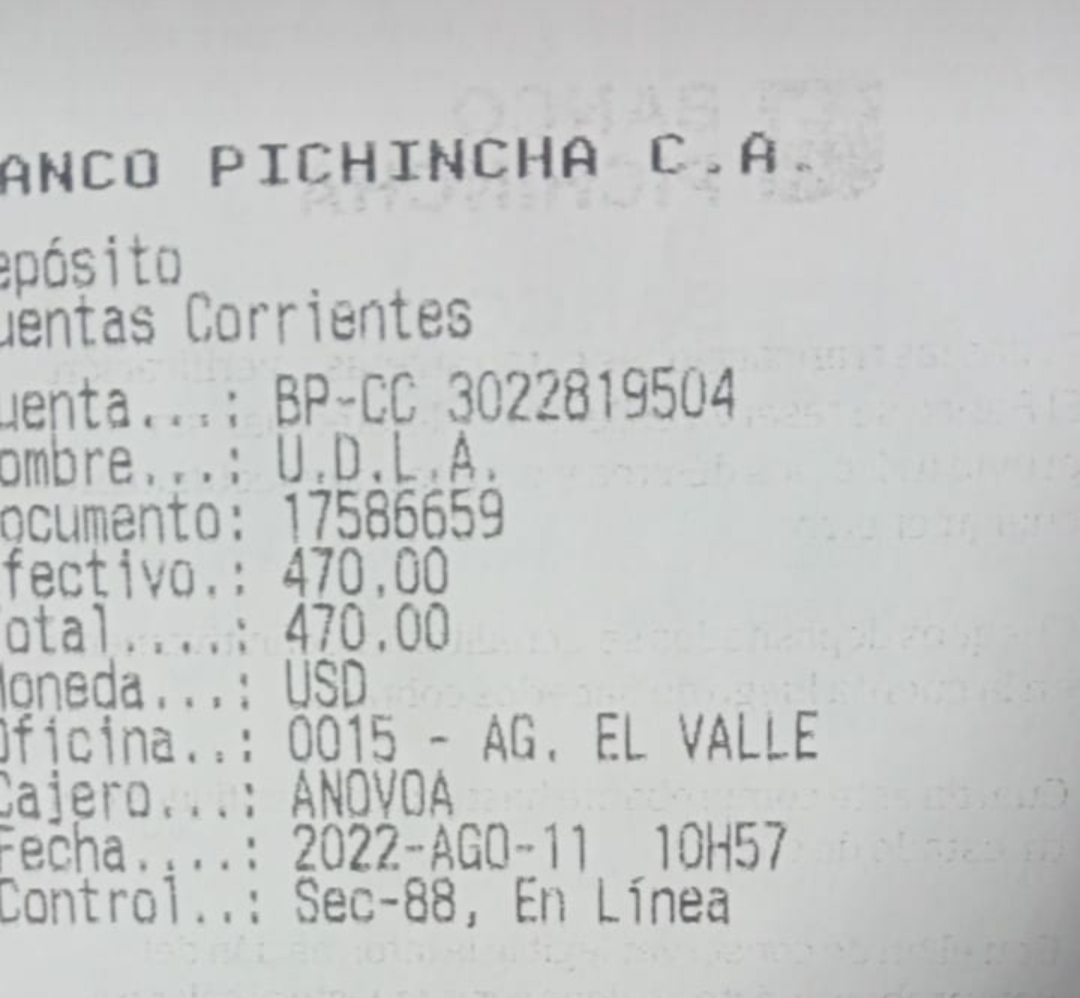 ANCO PICHINCHA C.A.
epósito
uentas Corrientes
uenta...: BP-CC 3022819504
ombre...: U.D.L.A.
ocumento: 17586659
fectivo.: 470.00
otal....: 470.00
oneda...: USD
Oficina..: 0015 - AG. EL VALLE
Cajero...: ANOVOA
Fecha....: 2022-AGO-11 10H57
Control..: Sec-88, En Línea